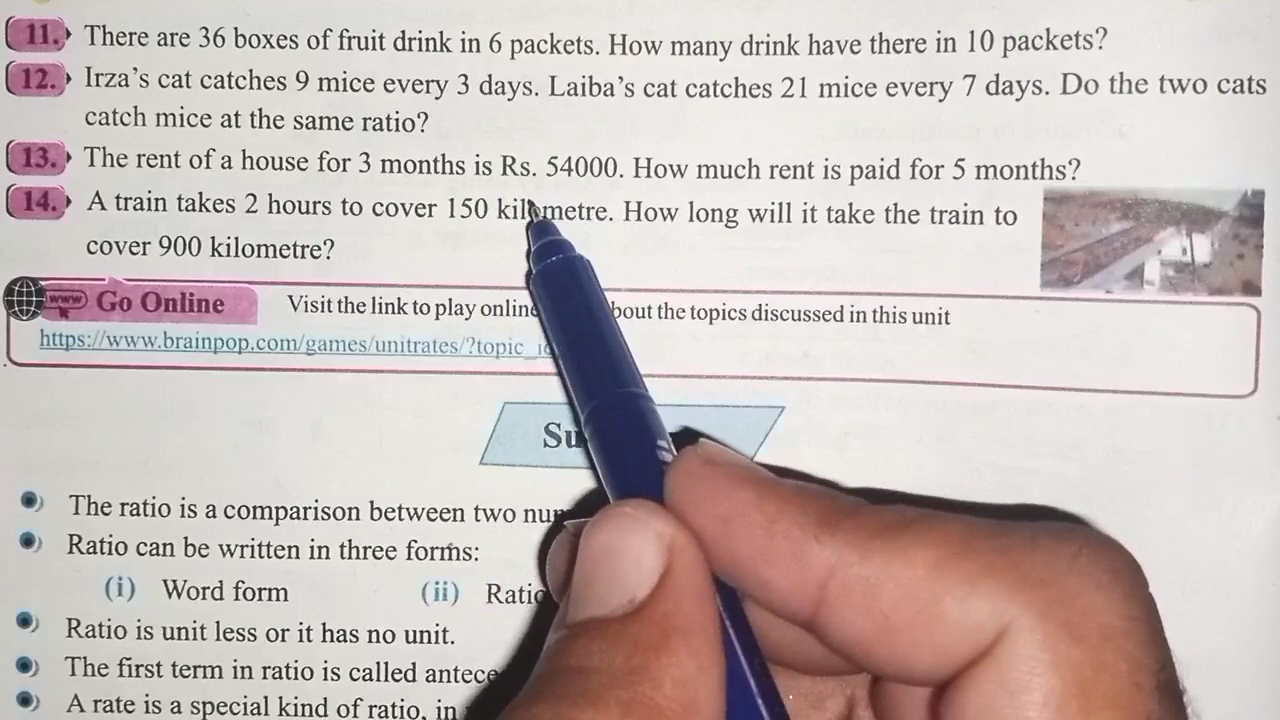 11. There are 36 boxes of fruit drink in 6 packets. How many drink have there in 10 packets?
12. Irza's cat catches 9 mice every 3 days. Laiba's cat catches 21 mice every 7 days. Do the two cats
catch mice at the same ratio?
13. The rent of a house for 3 months is Rs. 54000. How much rent is paid for 5 months?
14. A train takes 2 hours to cover 150 kilometre. How long will it take the train to
cover 900 kilometre?
www Go Online Visit the link to play online bout the topics discussed in this unit
https://www.brainpop.com/games/unitrates/?topic_i
Su
The ratio is a comparison between two nu
Ratio can be written in three forms:
(i) Word form (ii) Ratio
Ratio is unit less or it has no unit.
The first term in ratio is called antece
A rate is a special kind of ratio, in